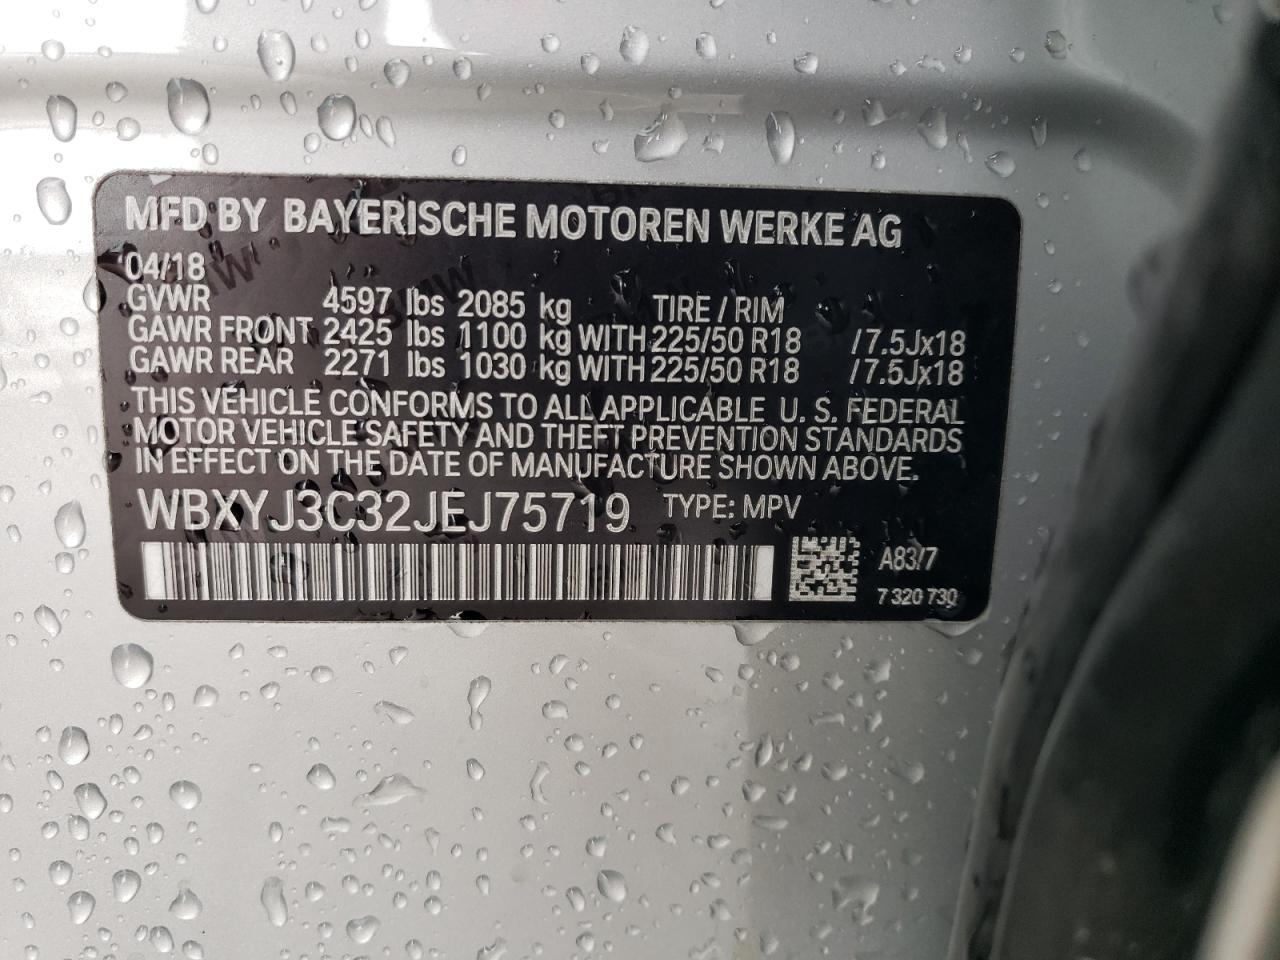 MFD BY BAYERISCHE MOTOREN WERKE AG
04/18
GVWR 4597 lbs 2085 kg TIRE / RIM
GAWR FRONT 2425 lbs 1100 kg WITH 225/50 R18 / 7.5Jx18
GAWR REAR 2271 lbs 1030 kg WITH 225/50 R18 / 7.5Jx18
THIS VEHICLE CONFORMS TO ALL APPLICABLE U. S. FEDERAL
MOTOR VEHICLE SAFETY AND THEFT PREVENTION STANDARDS
IN EFFECT ON THE DATE OF MANUFACTURE SHOWN ABOVE.
WBXYJ3C32JEJ75719 TYPE: MPV
A83/7
7 320 730